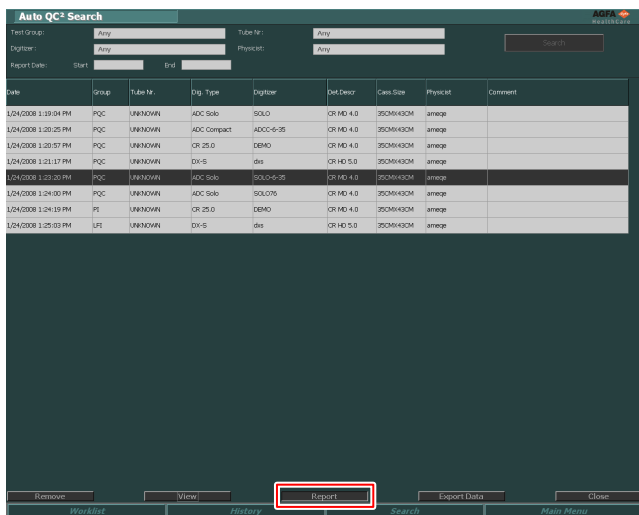 Auto QC² Search
AGFA
HealthCare
Test Group: Any Tube Nr: Any
Digitizer: Any Physicist: Any
Search
Report Date: Start End
Date Group Tube Nr. Dig. Type Digitizer Det.Descr Cass.Size Physicist Comment
1/24/2008 1:19:04 PM PQC UNKNOWN ADC Solo SOLO CR MD 4.0 35CMX43CM ameqe
1/24/2008 1:20:25 PM PQC UNKNOWN ADC Compact ADCC-6-35 CR MD 4.0 35CMX43CM ameqe
1/24/2008 1:20:57 PM PQC UNKNOWN CR 25.0 DEMO CR MD 4.0 35CMX43CM ameqe
1/24/2008 1:21:17 PM PQC UNKNOWN DX-S dxs CR HD 5.0 35CMX43CM ameqe
1/24/2008 1:23:20 PM PQC UNKNOWN ADC Solo SOLO-6-35 CR MD 4.0 35CMX43CM ameqe
1/24/2008 1:24:00 PM PQC UNKNOWN ADC Solo SOLO76 CR MD 4.0 35CMX43CM ameqe
1/24/2008 1:24:19 PM PI UNKNOWN CR 25.0 DEMO CR MD 4.0 35CMX43CM ameqe
1/24/2008 1:25:03 PM LFI UNKNOWN DX-S dxs CR HD 5.0 35CMX43CM ameqe
Remove View Report Export Data Close
Worklist History Search Main Menu